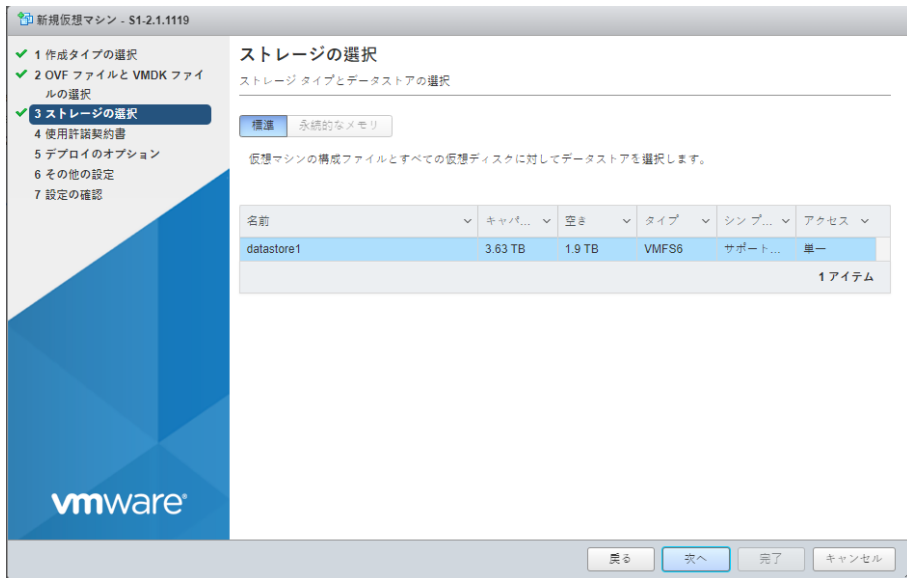 新規仮想マシン - S1-2.1.1119
1 作成タイプの選択
2 OVF ファイルと VMDK ファイ
ルの選択
3 ストレージの選択
4 使用許諾契約書
5 デプロイのオプション
6 その他の設定
7 設定の確認
vmware®
ストレージの選択
ストレージ タイプとデータストアの選択
標準 永続的なメモリ
仮想マシンの構成ファイルとすべての仮想ディスクに対してデータストアを選択します。
名前 キャパ... 空き タイプ シン プ... アクセス
datastore1 3.63 TB 1.9 TB VMFS6 サポート... 単一
1 アイテム
戻る 次へ 完了 キャンセル